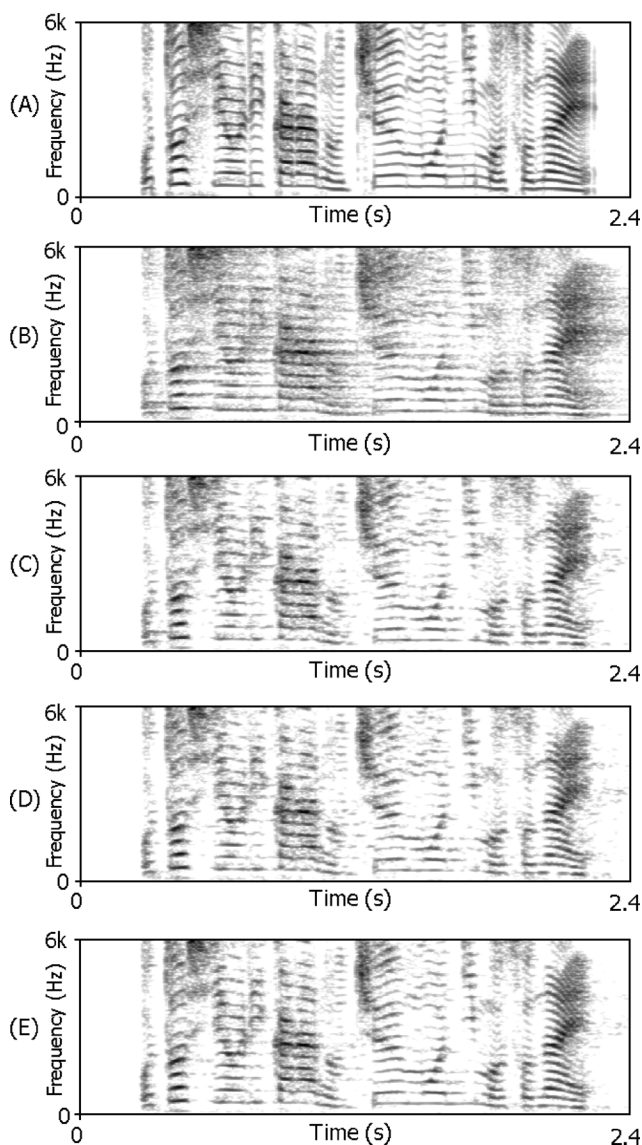 6k
(A)
Frequency (Hz)
0
0
Time (s)
2.4
6k
(B)
Frequency (Hz)
0
0
Time (s)
2.4
6k
(C)
Frequency (Hz)
0
0
Time (s)
2.4
6k
(D)
Frequency (Hz)
0
0
Time (s)
2.4
6k
(E)
Frequency (Hz)
0
0
Time (s)
2.4